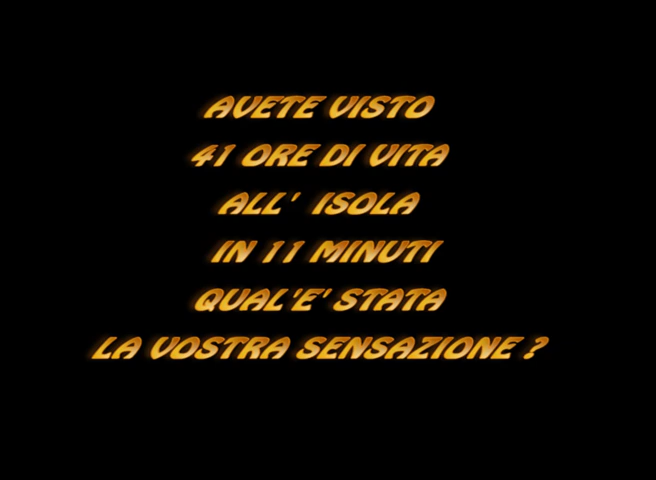 AVETE VISTO
41 ORE DI VITA
ALL' ISOLA
IN 11 MINUTI
QUAL'E' STATA
LA VOSTRA SENSAZIONE ?